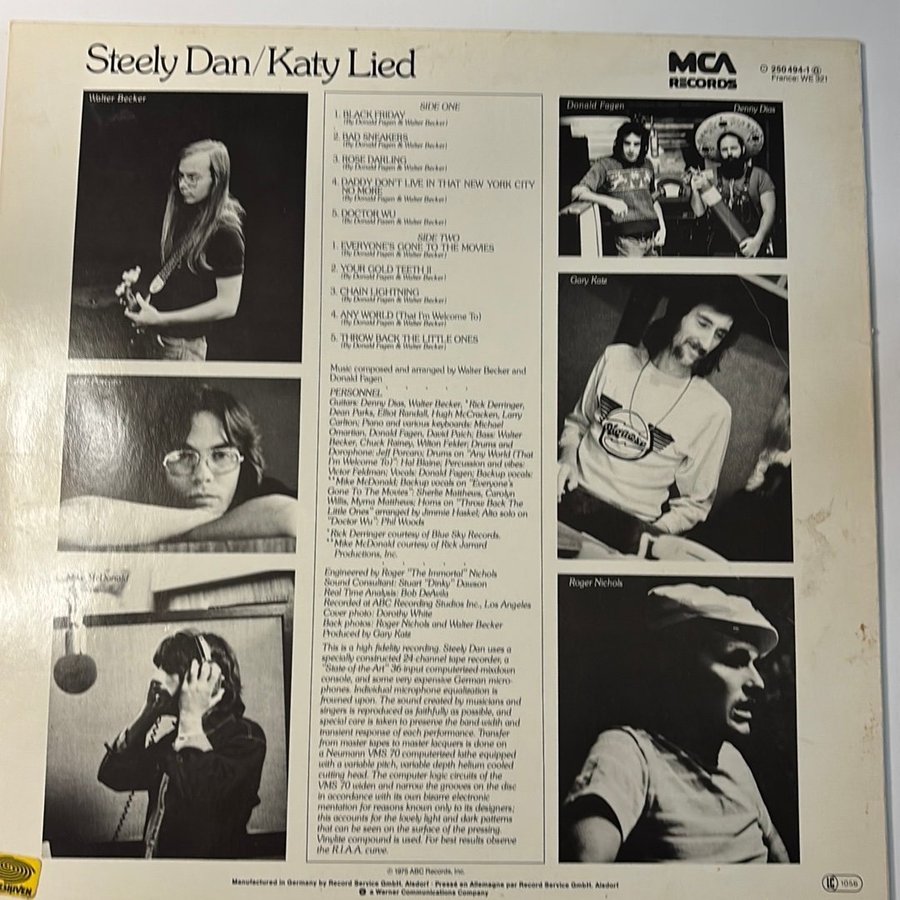 Steely Dan/Katy Lied
MCA
RECORDS
250 494-1
France: WE 321
Walter Becker
SIDE ONE
1. BLACK FRIDAY
(By Donald Fagen & Walter Becker)
2. BAD SNEAKERS
(By Donald Fagen & Walter Becker)
3. ROSE DARLING
(By Donald Fagen & Walter Becker)
4. DADDY DON'T LIVE IN THAT NEW YORK CITY
NO MORE
(By Donald Fagen & Walter Becker)
5. DOCTOR WU
(By Donald Fagen & Walter Becker)
SIDE TWO
1. EVERYONE'S GONE TO THE MOVIES
(By Donald Fagen & Walter Becker)
2. YOUR GOLD TEETH II
(By Donald Fagen & Walter Becker)
3. CHAIN LIGHTNING
(By Donald Fagen & Walter Becker)
4. ANY WORLD (That I'm Welcome To)
(By Donald Fagen & Walter Becker)
5. THROW BACK THE LITTLE ONES
(By Donald Fagen & Walter Becker)
Music composed and arranged by Walter Becker and
Donald Fagen
PERSONNEL
Guitars: Denny Dias, Walter Becker, *Rick Derringer,
Dean Parks, Elliot Randall, Hugh McCracken, Larry
Carlton; Piano and various keyboards: Michael
Omartian, Donald Fagen, David Paich; Bass: Walter
Becker, Chuck Rainey, Wilton Felder; Drums and
Dorophone: Jeff Porcaro; Drums on "Any World (That
I'm Welcome To)": Hal Blaine; Percussion and vibes:
Victor Feldman; Vocals: Donald Fagen; Backup vocals:
**Mike McDonald; Backup vocals on "Everyone's
Gone To The Movies": Sherlie Matthews, Carolyn
Willis, Myrna Matthews; Horns on "Throw Back The
Little Ones" arranged by Jimmie Haskel; Alto solo on
"Doctor Wu": Phil Woods
*Rick Derringer courtesy of Blue Sky Records.
**Mike McDonald courtesy of Rick Jarrard
Productions, Inc.
Engineered by Roger "The Immortal" Nichols
Sound Consultant: Stuart "Dinky" Dawson
Real Time Analysis: Bob DeAvila
Recorded at ABC Recording Studios Inc., Los Angeles
Cover photo: Dorothy White
Back photos: Roger Nichols and Walter Becker
Produced by Gary Katz
This is a high fidelity recording. Steely Dan uses a
specially constructed 24-channel tape recorder, a
"State of the Art" 36-input computerized mixdown
console, and some very expensive German micro-
phones. Individual microphone equalization is
frowned upon. The sound created by musicians and
singers is reproduced as faithfully as possible, and
special care is taken to preserve the band-width and
transient response of each performance. Transfer
from master tapes to master lacquers is done on
a Neumann VMS 70 computerized lathe equipped
with a variable pitch, variable depth helium cooled
cutting head. The computer logic circuits of the
VMS 70 widen and narrow the grooves on the disc
in accordance with its own bizarre electronic
mentation for reasons known only to its designers;
this accounts for the lovely light and dark patterns
that can be seen on the surface of the pressing.
Vinylite compound is used. For best results observe
the R.I.A.A. curve.
Donald Fagen
Denny Dias
Gary Katz
Mike McDonald
Roger Nichols
© 1975 ABC Records, Inc.
Manufactured in Germany by Record Service GmbH, Alsdorf · Pressé en Allemagne par Record Service GmbH, Alsdorf
a Warner Communications Company
LC 1056